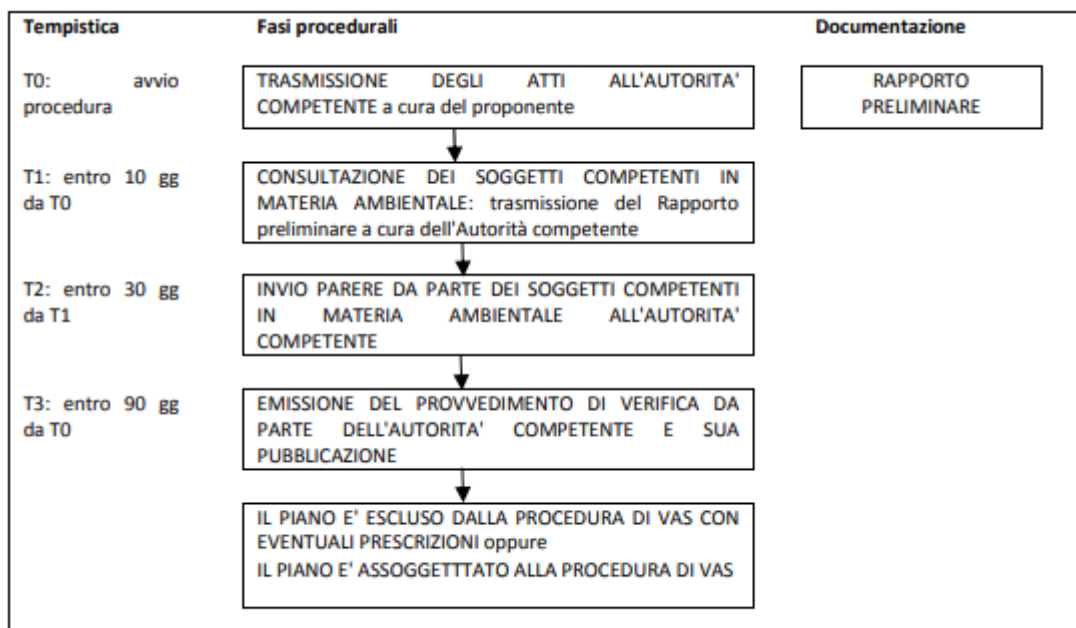 Tempistica
Fasi procedurali
Documentazione
T0: avvio
procedura
TRASMISSIONE DEGLI ATTI ALL'AUTORITA'
COMPETENTE a cura del proponente
RAPPORTO
PRELIMINARE
T1: entro 10 gg
da T0
CONSULTAZIONE DEI SOGGETTI COMPETENTI IN
MATERIA AMBIENTALE: trasmissione del Rapporto
preliminare a cura dell'Autorità competente
T2: entro 30 gg
da T1
INVIO PARERE DA PARTE DEI SOGGETTI COMPETENTI
IN MATERIA AMBIENTALE ALL'AUTORITA'
COMPETENTE
T3: entro 90 gg
da T0
EMISSIONE DEL PROVVEDIMENTO DI VERIFICA DA
PARTE DELL'AUTORITA' COMPETENTE E SUA
PUBBLICAZIONE
IL PIANO E' ESCLUSO DALLA PROCEDURA DI VAS CON
EVENTUALI PRESCRIZIONI oppure
IL PIANO E' ASSOGGETTTATO ALLA PROCEDURA DI VAS